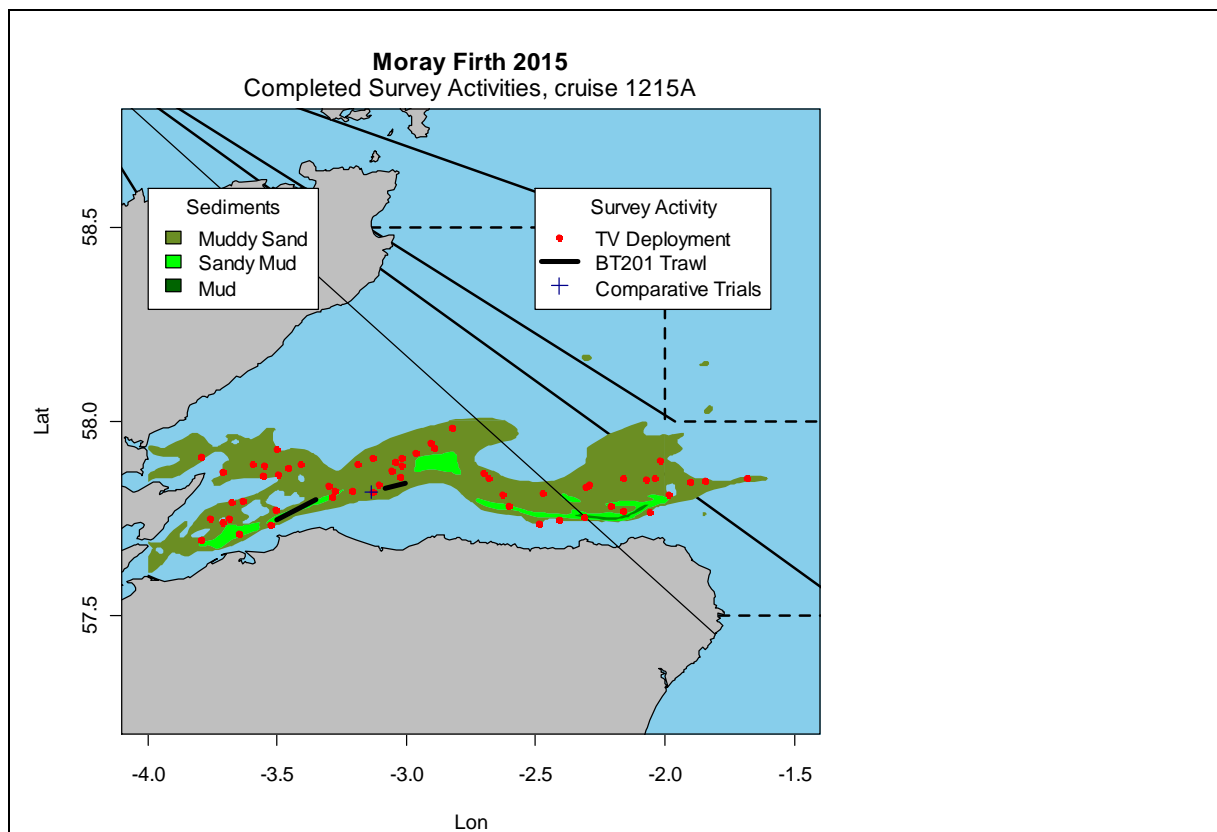 Moray Firth 2015
Completed Survey Activities, cruise 1215A
Sediments
Muddy Sand
Sandy Mud
Mud
Survey Activity
TV Deployment
BT201 Trawl
Comparative Trials
58.5
58.0
57.5
Lat
-4.0 -3.5 -3.0 -2.5 -2.0 -1.5
Lon